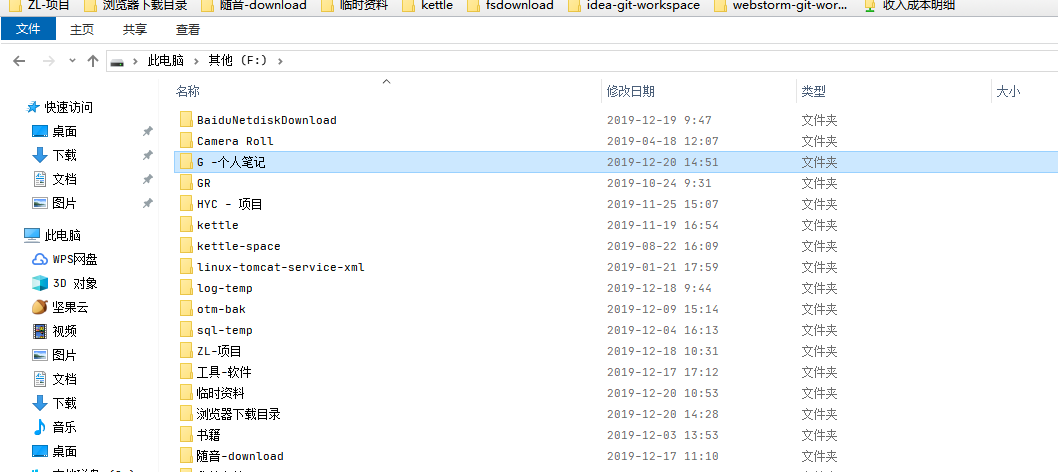 ZL-项目 浏览器下载目录 随音-download 临时资料 kettle fsdownload idea-git-workspace webstorm-git-wor... 收入成本明细
文件 主页 共享 查看
此电脑 › 其他 (F:) ›
名称 修改日期 类型 大小
快速访问
桌面
下载
文档
图片
此电脑
WPS网盘
3D 对象
坚果云
视频
图片
文档
下载
音乐
桌面
BaiduNetdiskDownload 2019-12-19 9:47 文件夹
Camera Roll 2019-04-18 12:07 文件夹
G -个人笔记 2019-12-20 14:51 文件夹
GR 2019-10-24 9:31 文件夹
HYC - 项目 2019-11-25 15:07 文件夹
kettle 2019-11-19 16:54 文件夹
kettle-space 2019-08-22 16:09 文件夹
linux-tomcat-service-xml 2019-01-21 17:59 文件夹
log-temp 2019-12-18 9:44 文件夹
otm-bak 2019-12-09 15:14 文件夹
sql-temp 2019-12-04 16:13 文件夹
ZL-项目 2019-12-18 10:31 文件夹
工具-软件 2019-12-17 17:12 文件夹
临时资料 2019-12-20 10:53 文件夹
浏览器下载目录 2019-12-20 14:28 文件夹
书籍 2019-12-03 13:53 文件夹
随音-download 2019-12-17 11:10 文件夹